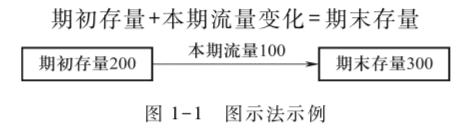 期初存量+本期流量变化=期末存量
本期流量100
期初存量200
期末存量300
图 1-1 图示法示例